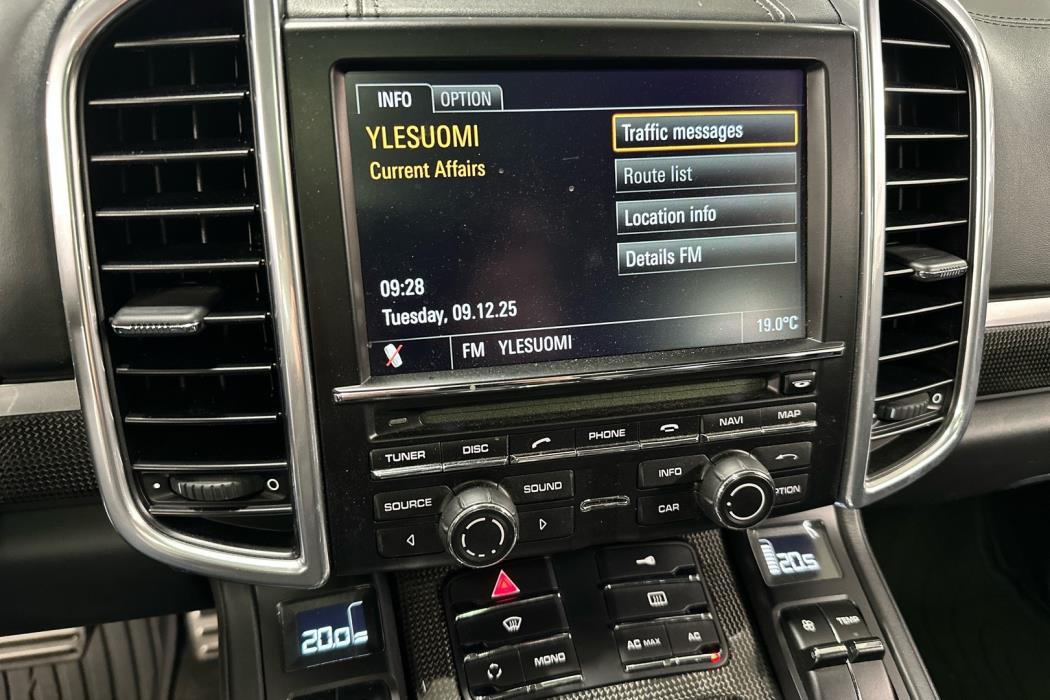 INFO OPTION
YLESUOMI
Current Affairs
Traffic messages
Route list
Location info
Details FM
09:28
Tuesday, 09.12.25
FM YLESUOMI
19.0°C
TUNER DISC PHONE NAVI MAP
SOURCE SOUND INFO
CAR PTION
20.0
20.5
MONO
AC MAX AC
TEMP